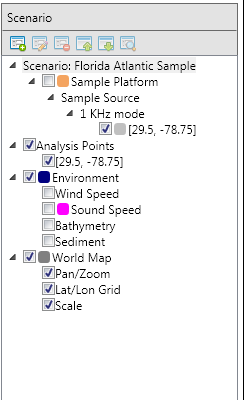 Scenario
Scenario: Florida Atlantic Sample
Sample Platform
Sample Source
1 KHz mode
[29.5, -78.75]
Analysis Points
[29.5, -78.75]
Environment
Wind Speed
Sound Speed
Bathymetry
Sediment
World Map
Pan/Zoom
Lat/Lon Grid
Scale